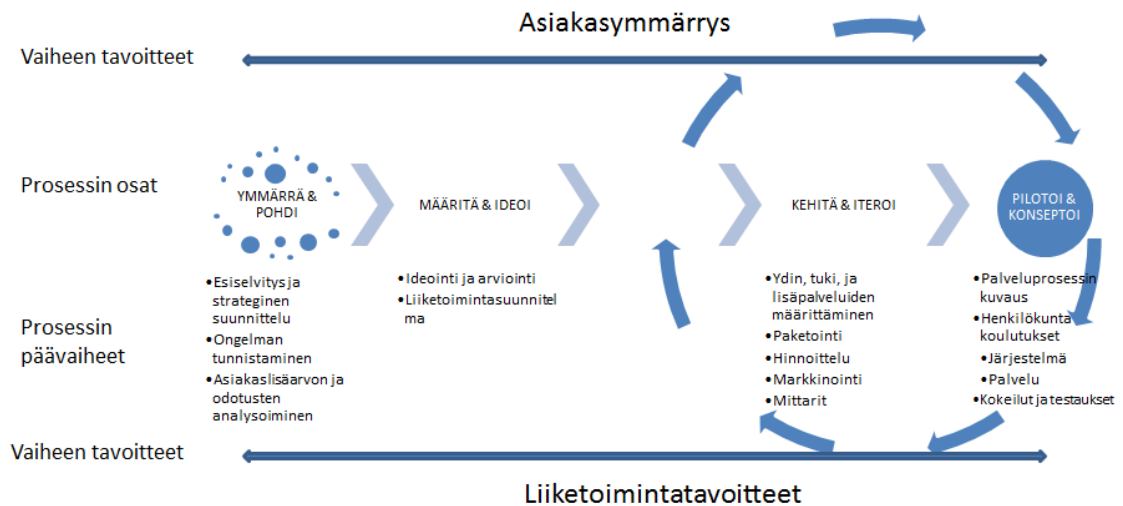 Asiakasymmärrys
Vaiheen tavoitteet
Prosessin osat
YMMÄRRÄ &
POHDI
MÄÄRITÄ & IDEOI
KEHITÄ & ITEROI
PILOTOI &
KONSEPTOI
Prosessin
päävaiheet
•Esiselvitys ja
strateginen
suunnittelu
•Ongelman
tunnistaminen
•Asiakaslisäarvon ja
odotusten
analysoiminen
•Ideointi ja arviointi
•Liiketoimintasuunnitel
ma
•Ydin, tuki, ja
lisäpalveluiden
määrittäminen
•Paketointi
•Hinnoittelu
•Markkinointi
•Mittarit
•Palveluprosessin
kuvaus
•Henkilökunta
koulutukset
•Järjestelmä
•Palvelu
•Kokeilut ja testaukset
Vaiheen tavoitteet
Liiketoimintatavoitteet